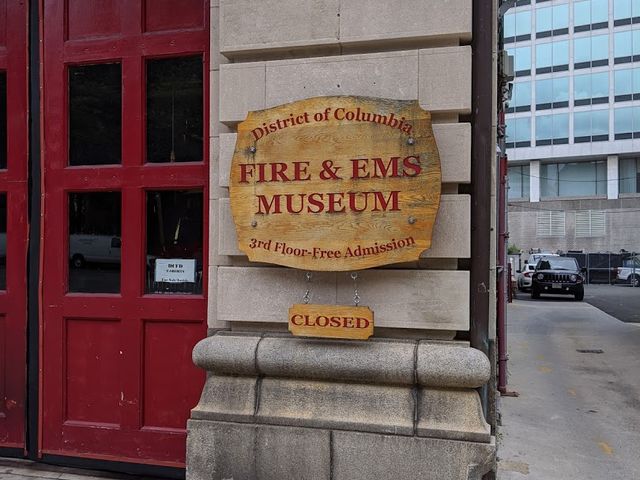 District of Columbia
FIRE & EMS
MUSEUM
3rd Floor-Free Admission
CLOSED